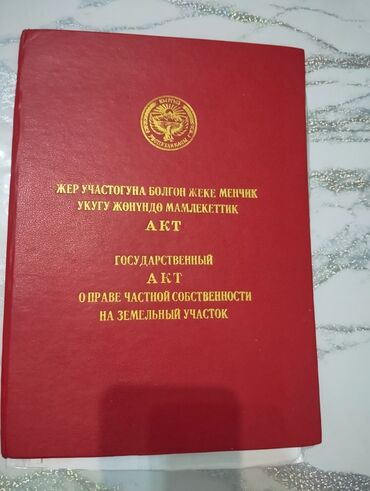 ЖЕР УЧАСТОГУНА БОЛГОН ЖЕКЕ МЕНЧИК
УКУГУ ЖӨНҮНДӨ МАМЛЕКЕТТИК
АКТ
ГОСУДАРСТВЕННЫЙ
АКТ
О ПРАВЕ ЧАСТНОЙ СОБСТВЕННОСТИ
НА ЗЕМЕЛЬНЫЙ УЧАСТОК